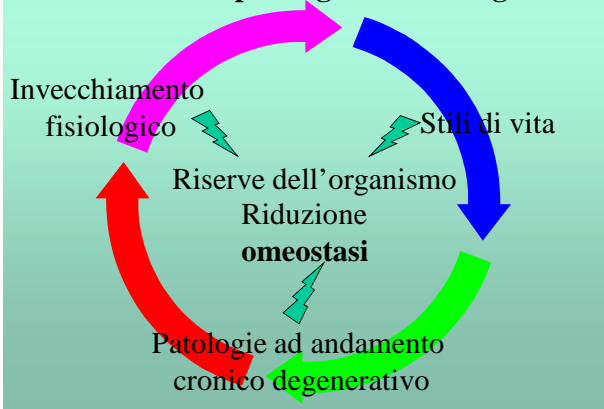 Invecchiamento
fisiologico
Stili di vita
Riserve dell'organismo
Riduzione
omeostasi
Patologie ad andamento
cronico degenerativo